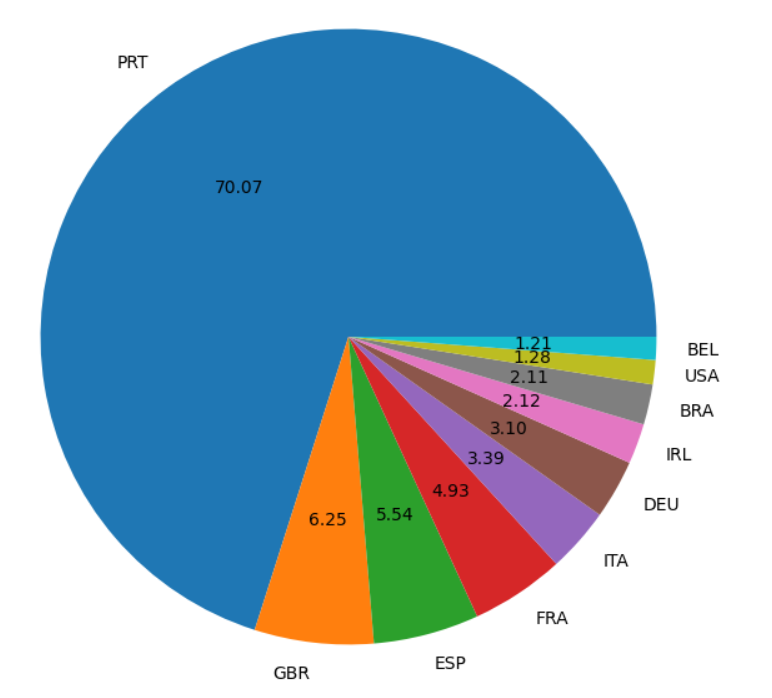 PRT
70.07
1.21
BEL
1.28
USA
2.11
BRA
2.12
IRL
3.10
DEU
3.39
ITA
4.93
FRA
5.54
ESP
6.25
GBR